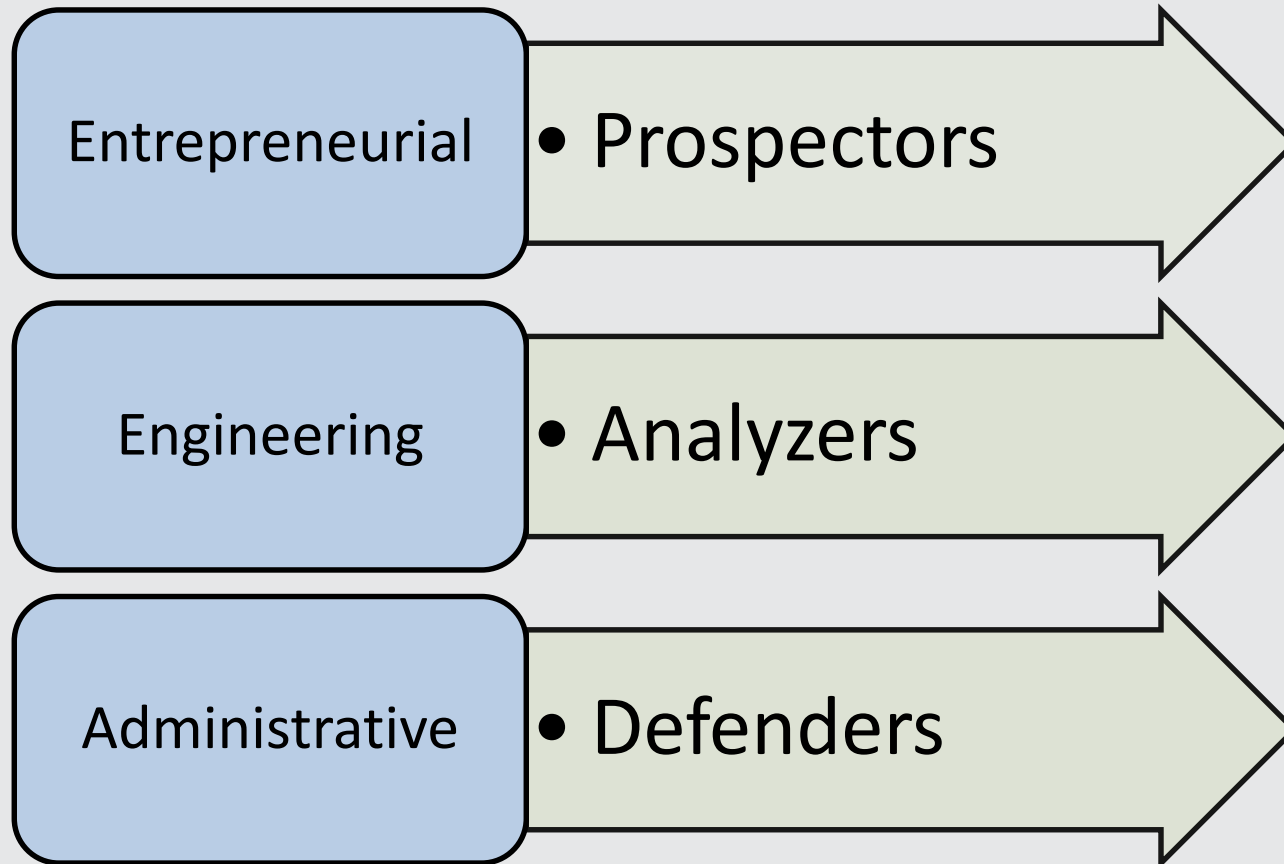 Entrepreneurial
• Prospectors
Engineering
• Analyzers
Administrative
• Defenders